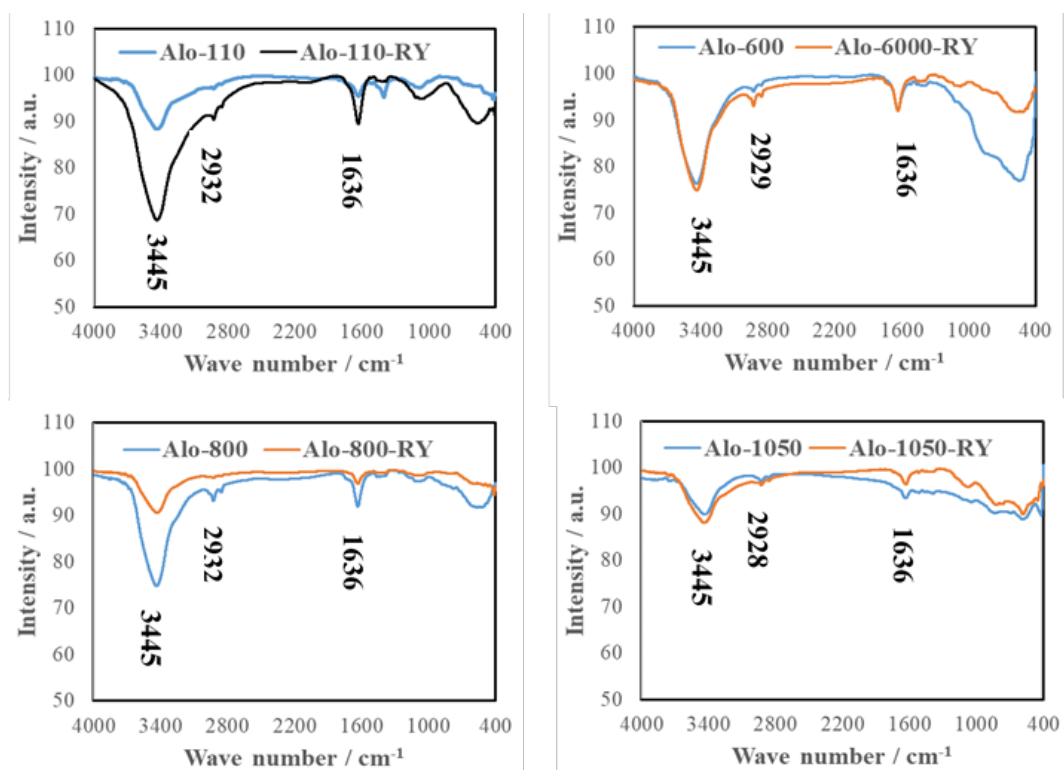 Alo-110 Alo-110-RY
110
100
90
80
70
60
50
Intensity / a.u.
3445
2932
1636
4000 3400 2800 2200 1600 1000 400
Wave number / cm⁻¹
Alo-600 Alo-6000-RY
110
100
90
80
70
60
50
Intensity / a.u.
3445
2929
1636
4000 3400 2800 2200 1600 1000 400
Wave number / cm⁻¹
Alo-800 Alo-800-RY
110
100
90
80
70
60
50
Intensity / a.u.
3445
2932
1636
4000 3400 2800 2200 1600 1000 400
Wave number / cm⁻¹
Alo-1050 Alo-1050-RY
110
100
90
80
70
60
50
Intensity / a.u.
3445
2928
1636
4000 3400 2800 2200 1600 1000 400
Wave number / cm⁻¹